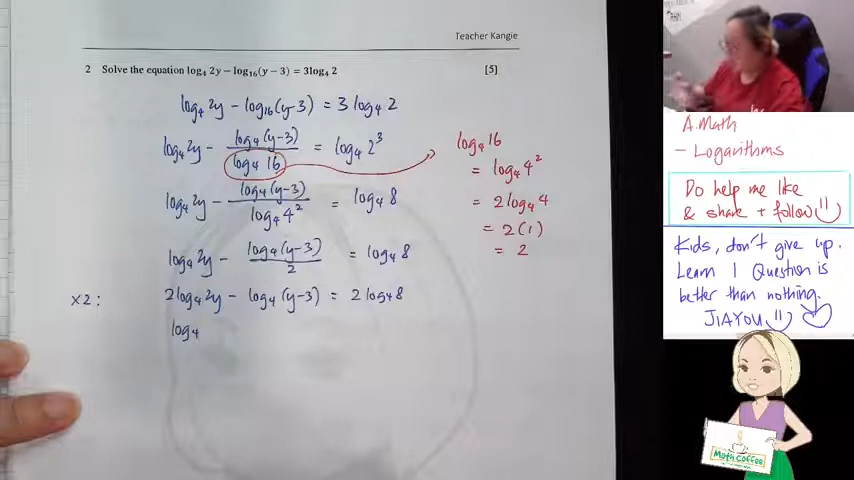 Teacher Kangie
2 Solve the equation log₄ 2y − log₁₆(y − 3) = 3log₄ 2 [5]
log₄ 2y − log₁₆ (y−3) = 3 log₄ 2
log₄ 2y − log₄ (y−3) / log₄ 16 = log₄ 2³
log₄ 2y − log₄ (y−3) / log₄ 4² = log₄ 8
log₄ 2y − log₄ (y−3) / 2 = log₄ 8
×2: 2 log₄ 2y − log₄ (y−3) = 2 log₄ 8
log₄
log₄ 16
= log₄ 4²
= 2 log₄ 4
= 2 (1)
= 2
A.Math
- Logarithms
Do help me like
& share + follow
Kids, don't give up.
Learn 1 Question is
better than nothing.
JIAYOU
Math Coffee